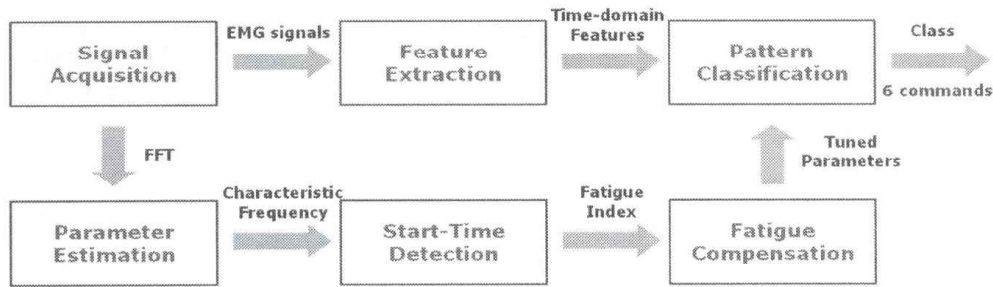 Signal
Acquisition
EMG signals
Feature
Extraction
Time-domain
Features
Pattern
Classification
Class
6 commands
FFT
Tuned
Parameters
Parameter
Estimation
Characteristic
Frequency
Start-Time
Detection
Fatigue
Index
Fatigue
Compensation